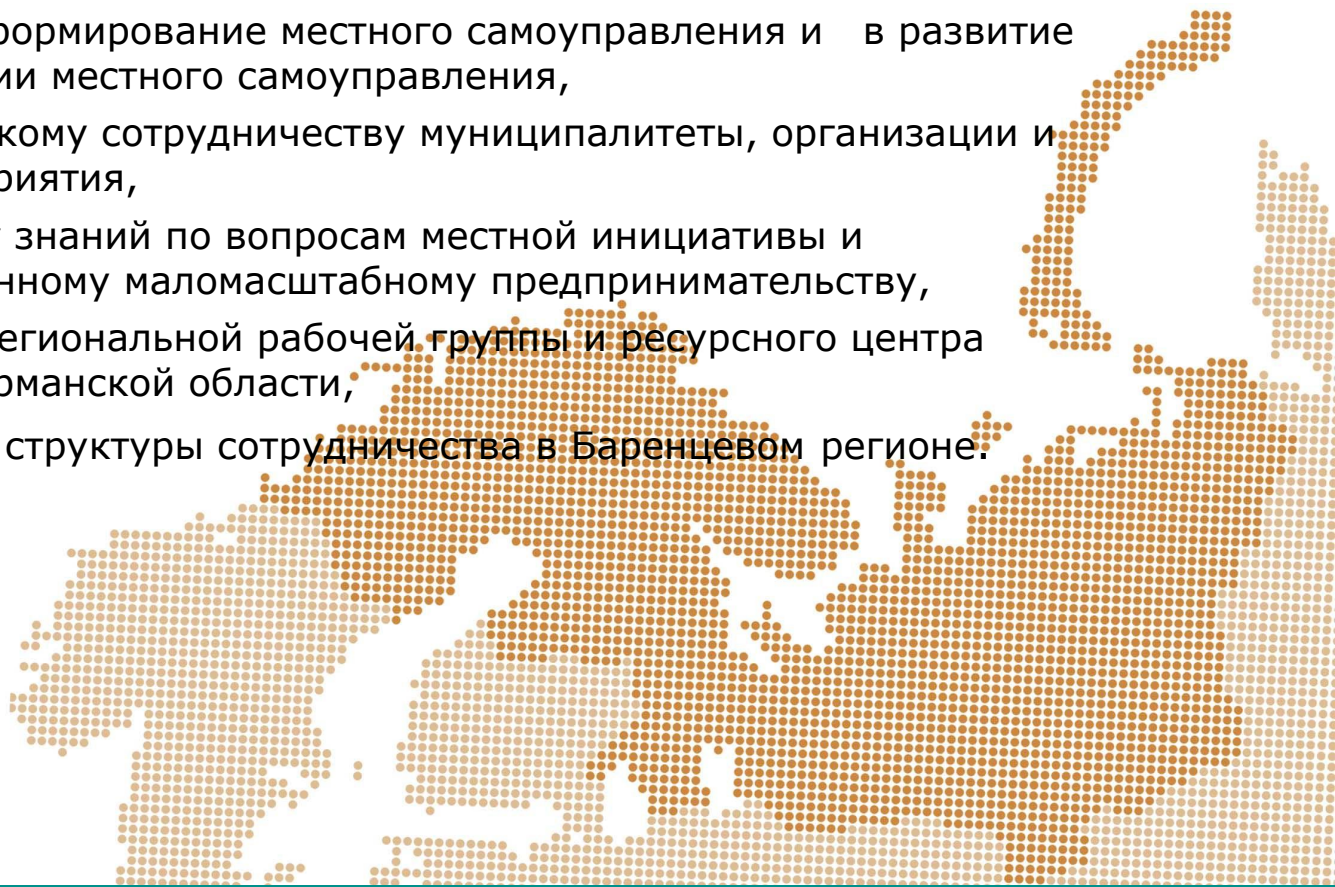 формирование местного самоуправления и в развитие
ии местного самоуправления,
кому сотрудничеству муниципалитеты, организации и
риятия,
знаний по вопросам местной инициативы и
нному маломасштабному предпринимательству,
егиональной рабочей группы и ресурсного центра
рманской области,
структуры сотрудничества в Баренцевом регионе.